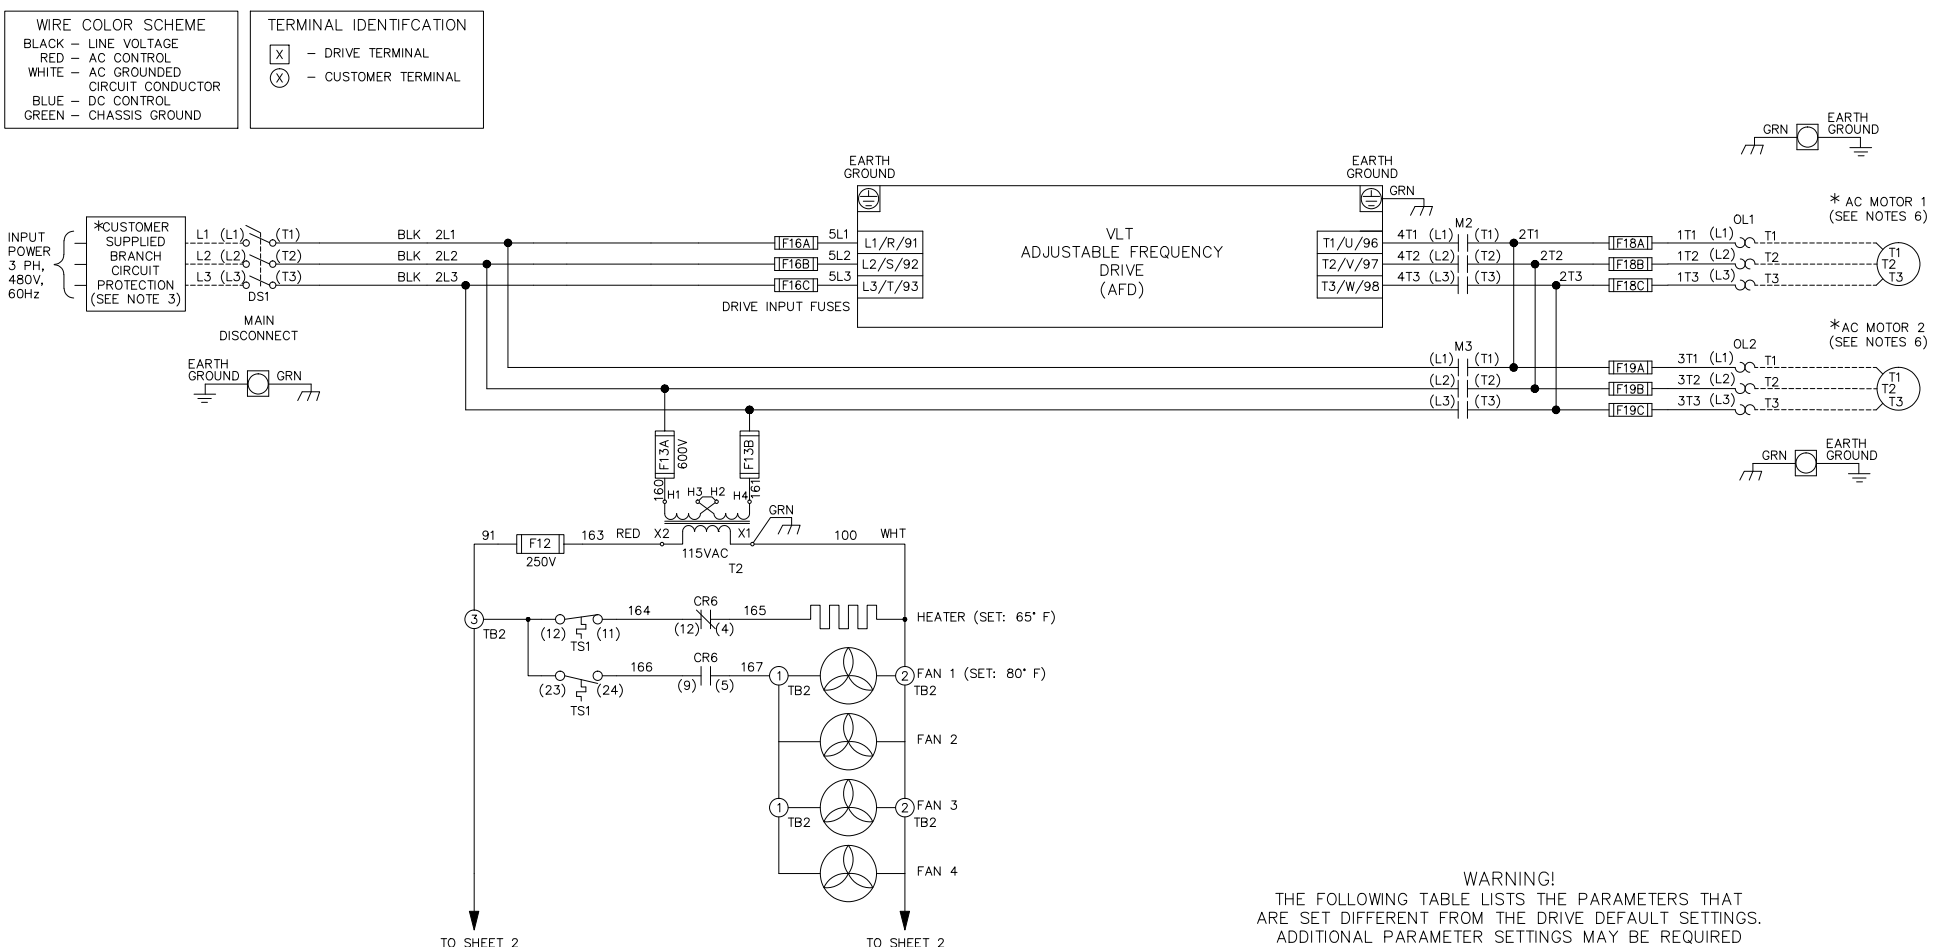 WIRE COLOR SCHEME
BLACK – LINE VOLTAGE
RED – AC CONTROL
WHITE – AC GROUNDED
CIRCUIT CONDUCTOR
BLUE – DC CONTROL
GREEN – CHASSIS GROUND
TERMINAL IDENTIFCATION
X – DRIVE TERMINAL
X – CUSTOMER TERMINAL
GRN
EARTH
GROUND
EARTH
GROUND
EARTH
GROUND
GRN
INPUT
POWER
3 PH,
480V,
60Hz
*CUSTOMER
SUPPLIED
BRANCH
CIRCUIT
PROTECTION
(SEE NOTE 3)
L1 (L1) (T1)
L2 (L2) (T2)
L3 (L3) (T3)
DS1
MAIN
DISCONNECT
EARTH
GROUND
GRN
BLK 2L1
BLK 2L2
BLK 2L3
F16A 5L1 L1/R/91
F16B 5L2 L2/S/92
F16C 5L3 L3/T/93
DRIVE INPUT FUSES
VLT
ADJUSTABLE FREQUENCY
DRIVE
(AFD)
M2
T1/U/96 4T1 (L1) (T1) 2T1
T2/V/97 4T2 (L2) (T2) 2T2
T3/W/98 4T3 (L3) (T3) 2T3
OL1
F18A 1T1 (L1) T1
F18B 1T2 (L2) T2
F18C 1T3 (L3) T3
* AC MOTOR 1
(SEE NOTES 6)
T1
T2
T3
M3
(L1) (T1)
(L2) (T2)
(L3) (T3)
OL2
F19A 3T1 (L1) T1
F19B 3T2 (L2) T2
F19C 3T3 (L3) T3
*AC MOTOR 2
(SEE NOTES 6)
T1
T2
T3
GRN
EARTH
GROUND
F13A
600V
F13B
160
161
H1 H3 H2 H4
GRN
91 F12 163 RED X2 X1 100 WHT
250V
115VAC
T2
3
TB2
(12) (11)
TS1
164
CR6
(12) (4)
165
HEATER (SET: 65° F)
(23) (24)
TS1
166
CR6
(9) (5)
167
1
TB2
2
TB2
FAN 1 (SET: 80° F)
FAN 2
1
TB2
2
TB2
FAN 3
FAN 4
TO SHEET 2
TO SHEET 2
WARNING!
THE FOLLOWING TABLE LISTS THE PARAMETERS THAT
ARE SET DIFFERENT FROM THE DRIVE DEFAULT SETTINGS.
ADDITIONAL PARAMETER SETTINGS MAY BE REQUIRED